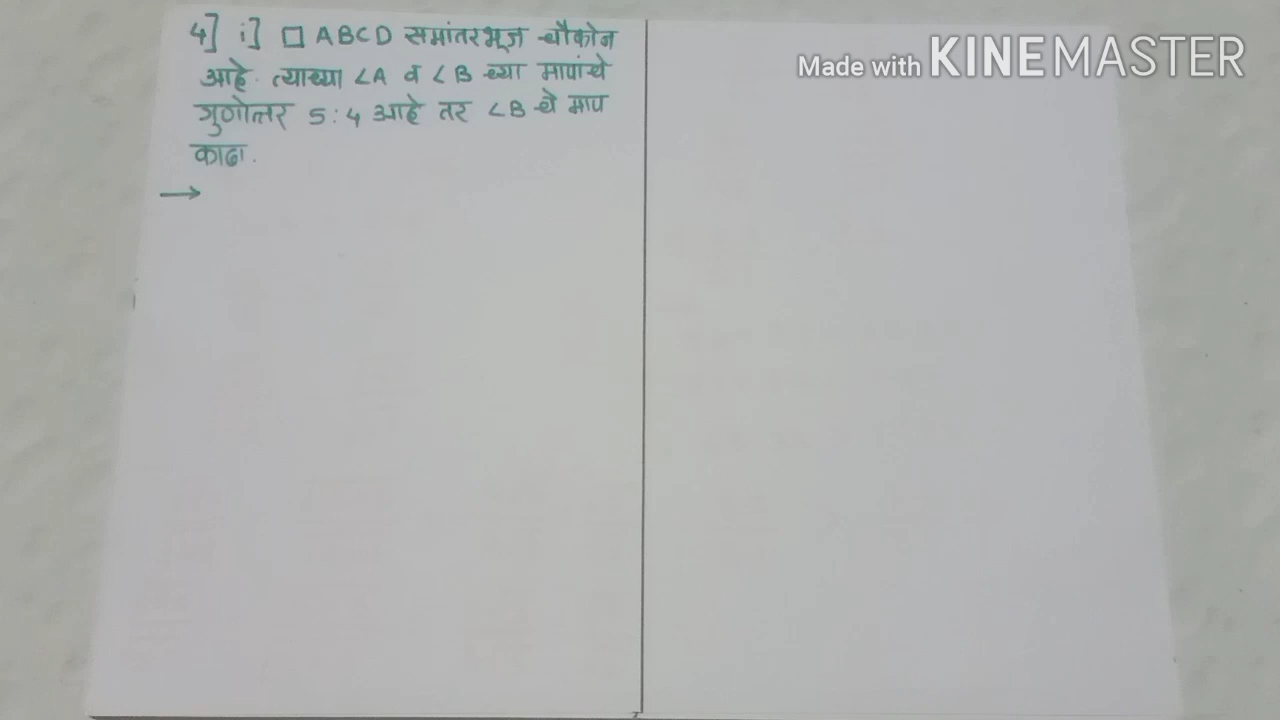 4] i] □ ABCD समांतरभूज चौकोन
आहे. त्याच्या ∠A व ∠B च्या मापांचे
गुणोत्तर 5:4 आहे तर ∠B चे माप
काढा.
→
Made with KINEMASTER